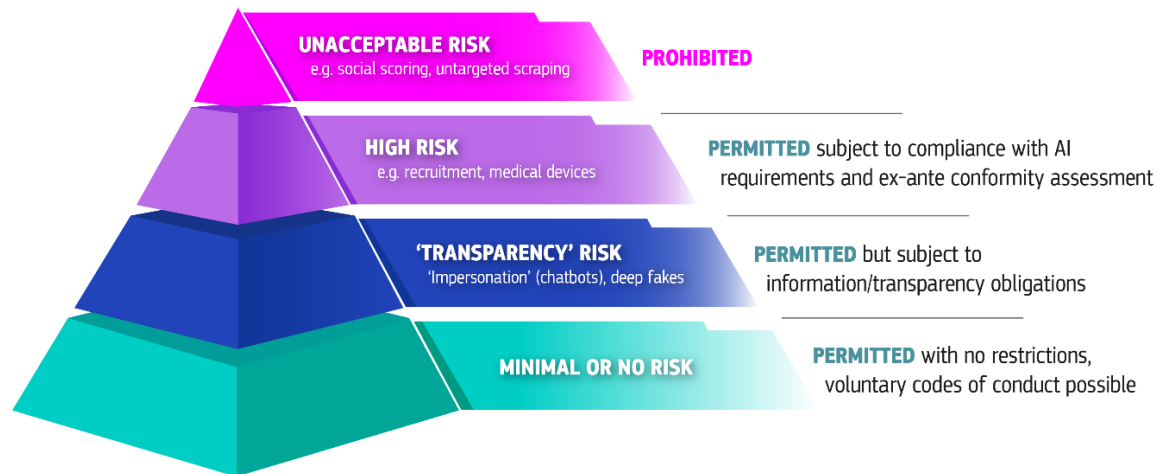 UNACCEPTABLE RISK
e.g. social scoring, untargeted scraping
PROHIBITED
HIGH RISK
e.g. recruitment, medical devices
PERMITTED subject to compliance with AI
requirements and ex-ante conformity assessment
‘TRANSPARENCY’ RISK
‘Impersonation’ (chatbots), deep fakes
PERMITTED but subject to
information/transparency obligations
MINIMAL OR NO RISK
PERMITTED with no restrictions,
voluntary codes of conduct possible